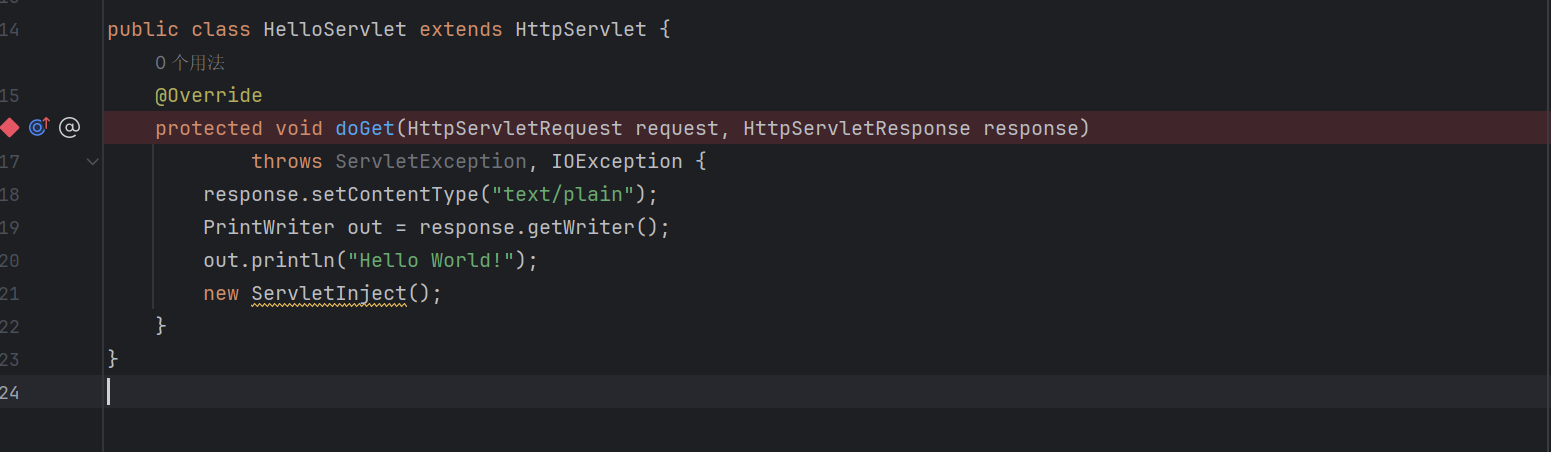 14 public class HelloServlet extends HttpServlet {
0 个用法
15 @Override
protected void doGet(HttpServletRequest request, HttpServletResponse response)
17 throws ServletException, IOException {
18 response.setContentType("text/plain");
19 PrintWriter out = response.getWriter();
20 out.println("Hello World!");
21 new ServletInject();
22 }
23 }
24